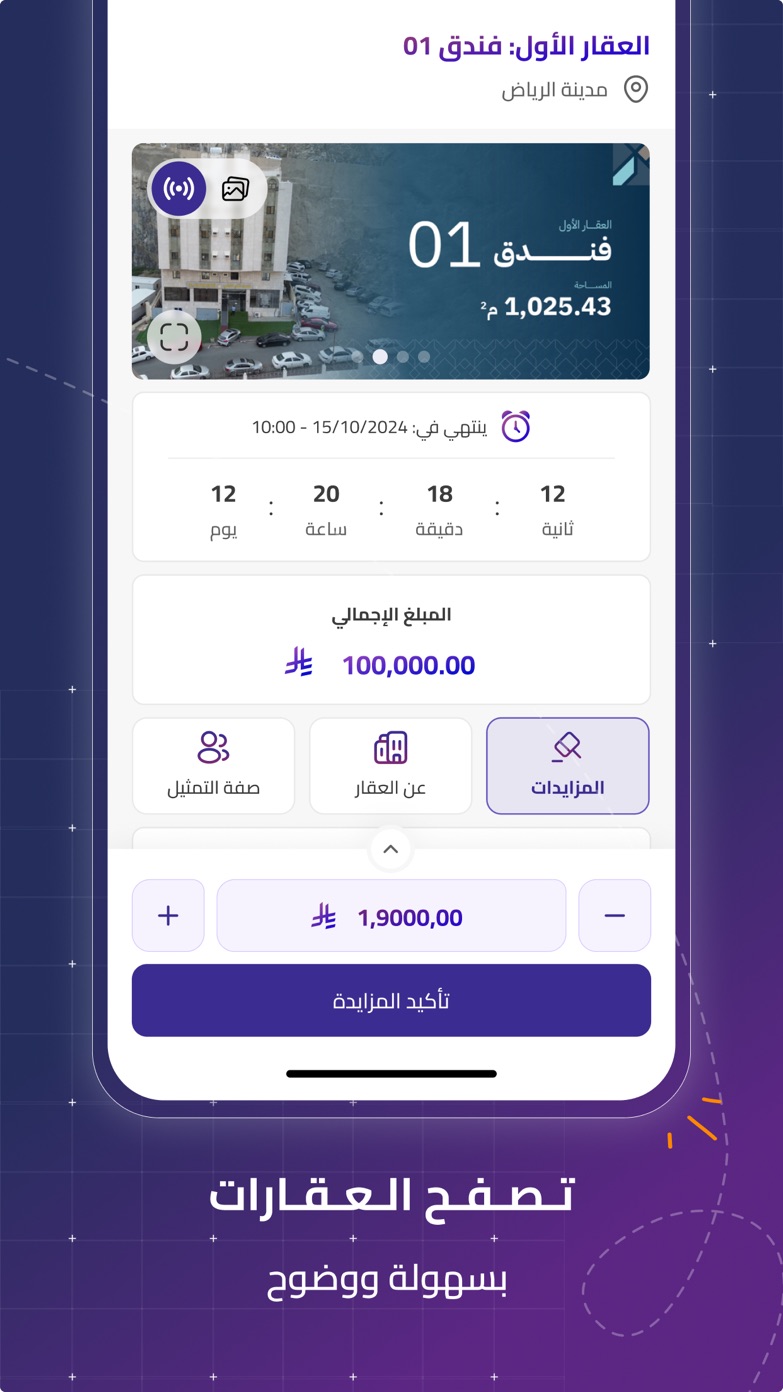 العقار الأول: فندق 01
مدينة الرياض
العقار الأول
فندق 01
المساحة
1,025.43 م²
ينتهي في: 15/10/2024 - 10:00
12 : 18 : 20 : 12
ثانية دقيقة ساعة يوم
المبلغ الإجمالي
100,000.00
المزايدات
عن العقار
صفة التمثيل
1,9000,00
تأكيد المزايدة
تصفح العقارات
بسهولة ووضوح